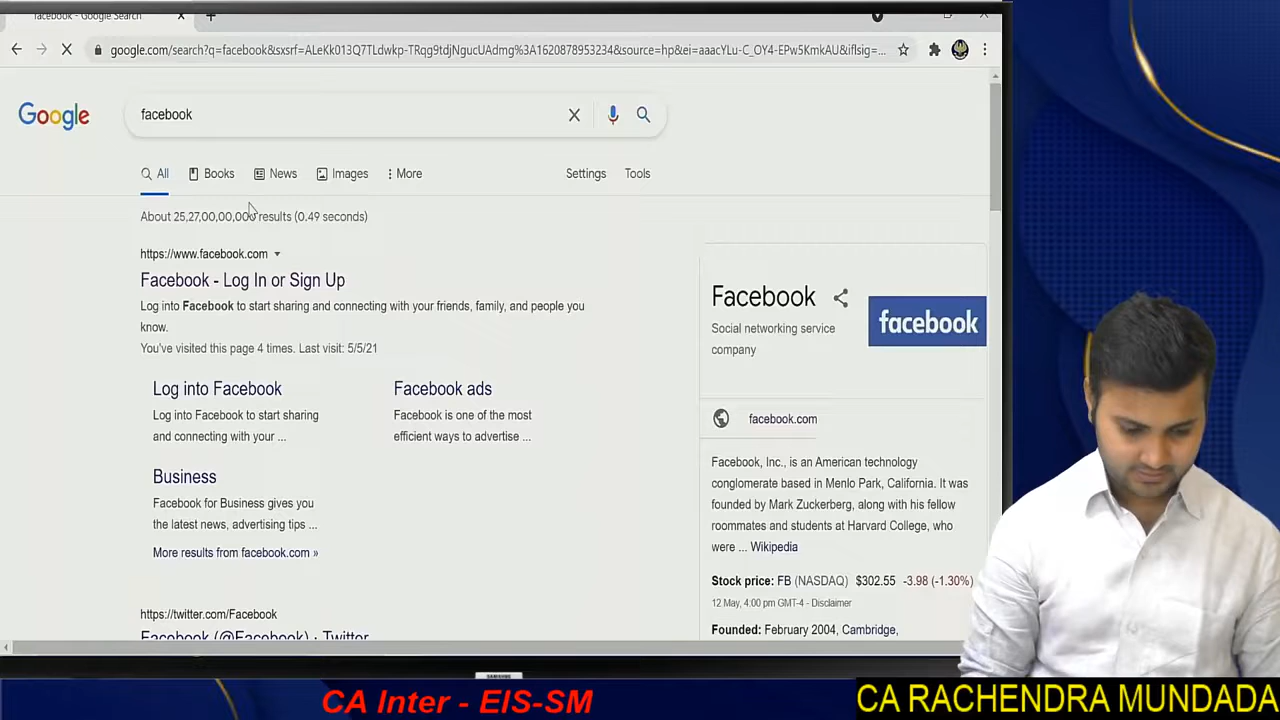 facebook - Google Search
google.com/search?q=facebook&sxsrf=ALeKk013Q7TLdwkp-TRqg9tdjNgucUAdmg%3A1620878953234&source=hp&ei=aaacYLu-C_OY4-EPw5KmkAU&iflsig=...
Google
facebook
All Books News Images More Settings Tools
About 25,27,00,00,000 results (0.49 seconds)
https://www.facebook.com
Facebook - Log In or Sign Up
Log into Facebook to start sharing and connecting with your friends, family, and people you
know.
You've visited this page 4 times. Last visit: 5/5/21
Log into Facebook
Log into Facebook to start sharing
and connecting with your ...
Facebook ads
Facebook is one of the most
efficient ways to advertise ...
Business
Facebook for Business gives you
the latest news, advertising tips ...
More results from facebook.com »
https://twitter.com/Facebook
Facebook (@Facebook) · Twitter
Facebook
Social networking service
company
facebook
facebook.com
Facebook, Inc., is an American technology
conglomerate based in Menlo Park, California. It was
founded by Mark Zuckerberg, along with his fellow
roommates and students at Harvard College, who
were ... Wikipedia
Stock price: FB (NASDAQ) $302.55 -3.98 (-1.30%)
12 May, 4:00 pm GMT-4 - Disclaimer
Founded: February 2004, Cambridge,
SAMSUNG
CA Inter - EIS-SM
CA RACHENDRA MUNDADA